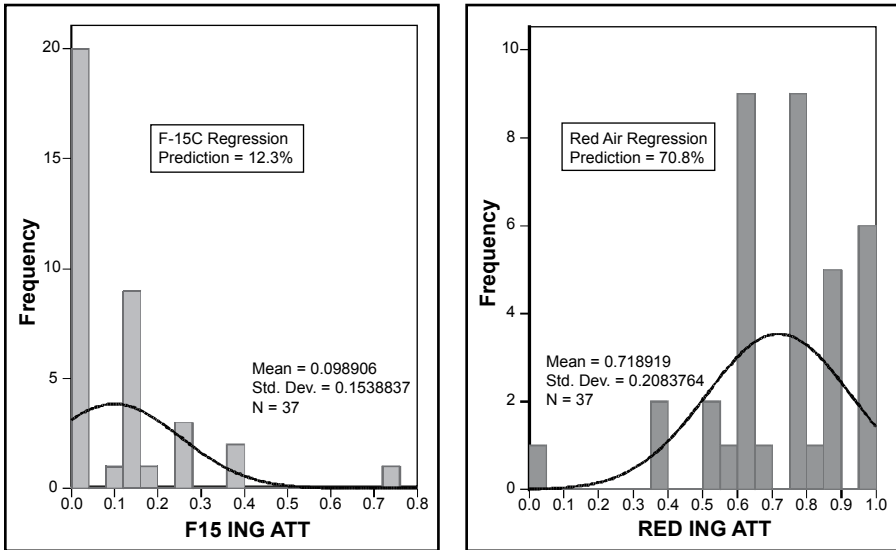 20
15
10
5
0
Frequency
F-15C Regression
Prediction = 12.3%
Mean = 0.098906
Std. Dev. = 0.1538837
N = 37
0.0 0.1 0.2 0.3 0.4 0.5 0.6 0.7 0.8
F15 ING ATT
10
8
6
4
2
0
Frequency
Red Air Regression
Prediction = 70.8%
Mean = 0.718919
Std. Dev. = 0.2083764
N = 37
0.0 0.1 0.2 0.3 0.4 0.5 0.6 0.7 0.8 0.9 1.0
RED ING ATT